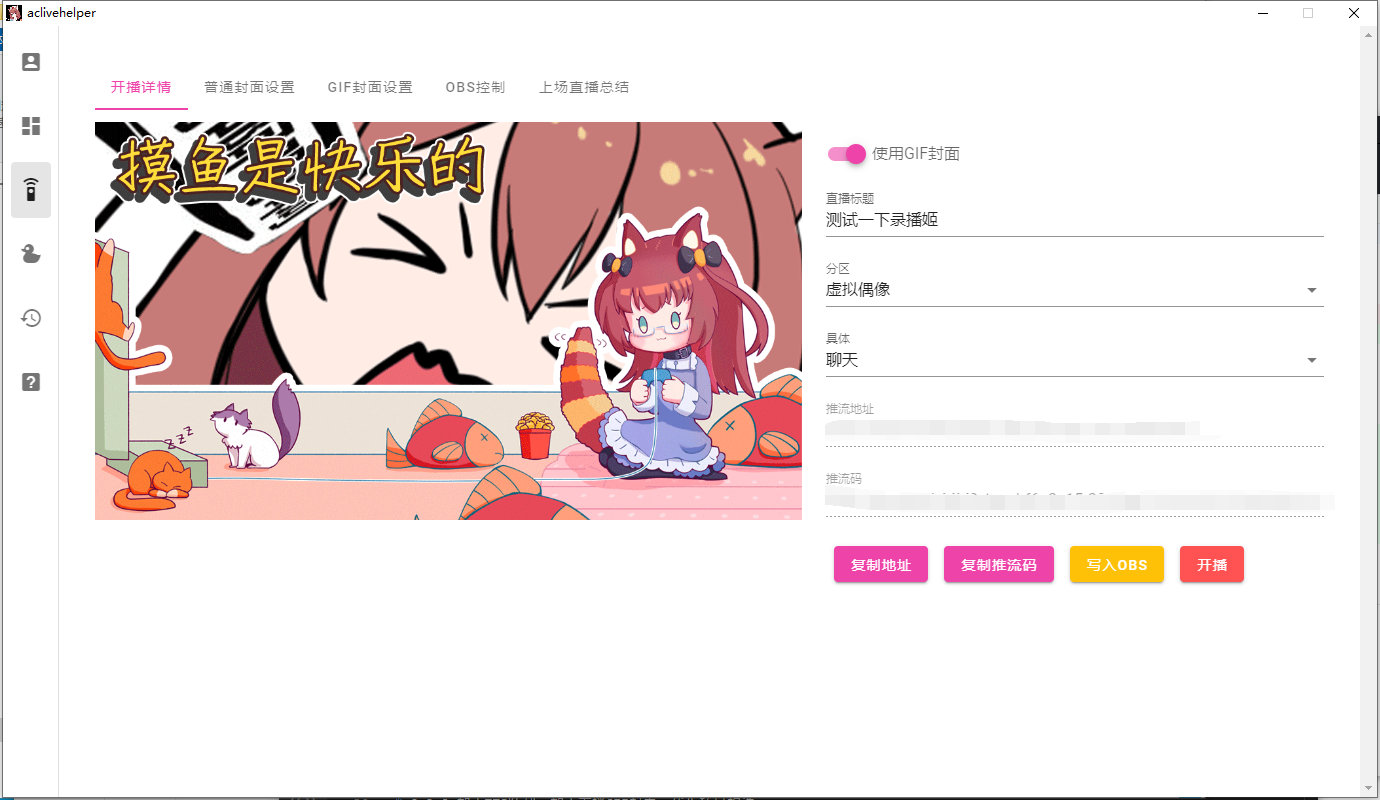 aclivehelper
开播详情 普通封面设置 GIF封面设置 OBS控制 上场直播总结
摸鱼是快乐的
zzz
使用GIF封面
直播标题
测试一下录播姬
分区
虚拟偶像
具体
聊天
推流地址
推流码
复制地址 复制推流码 写入OBS 开播